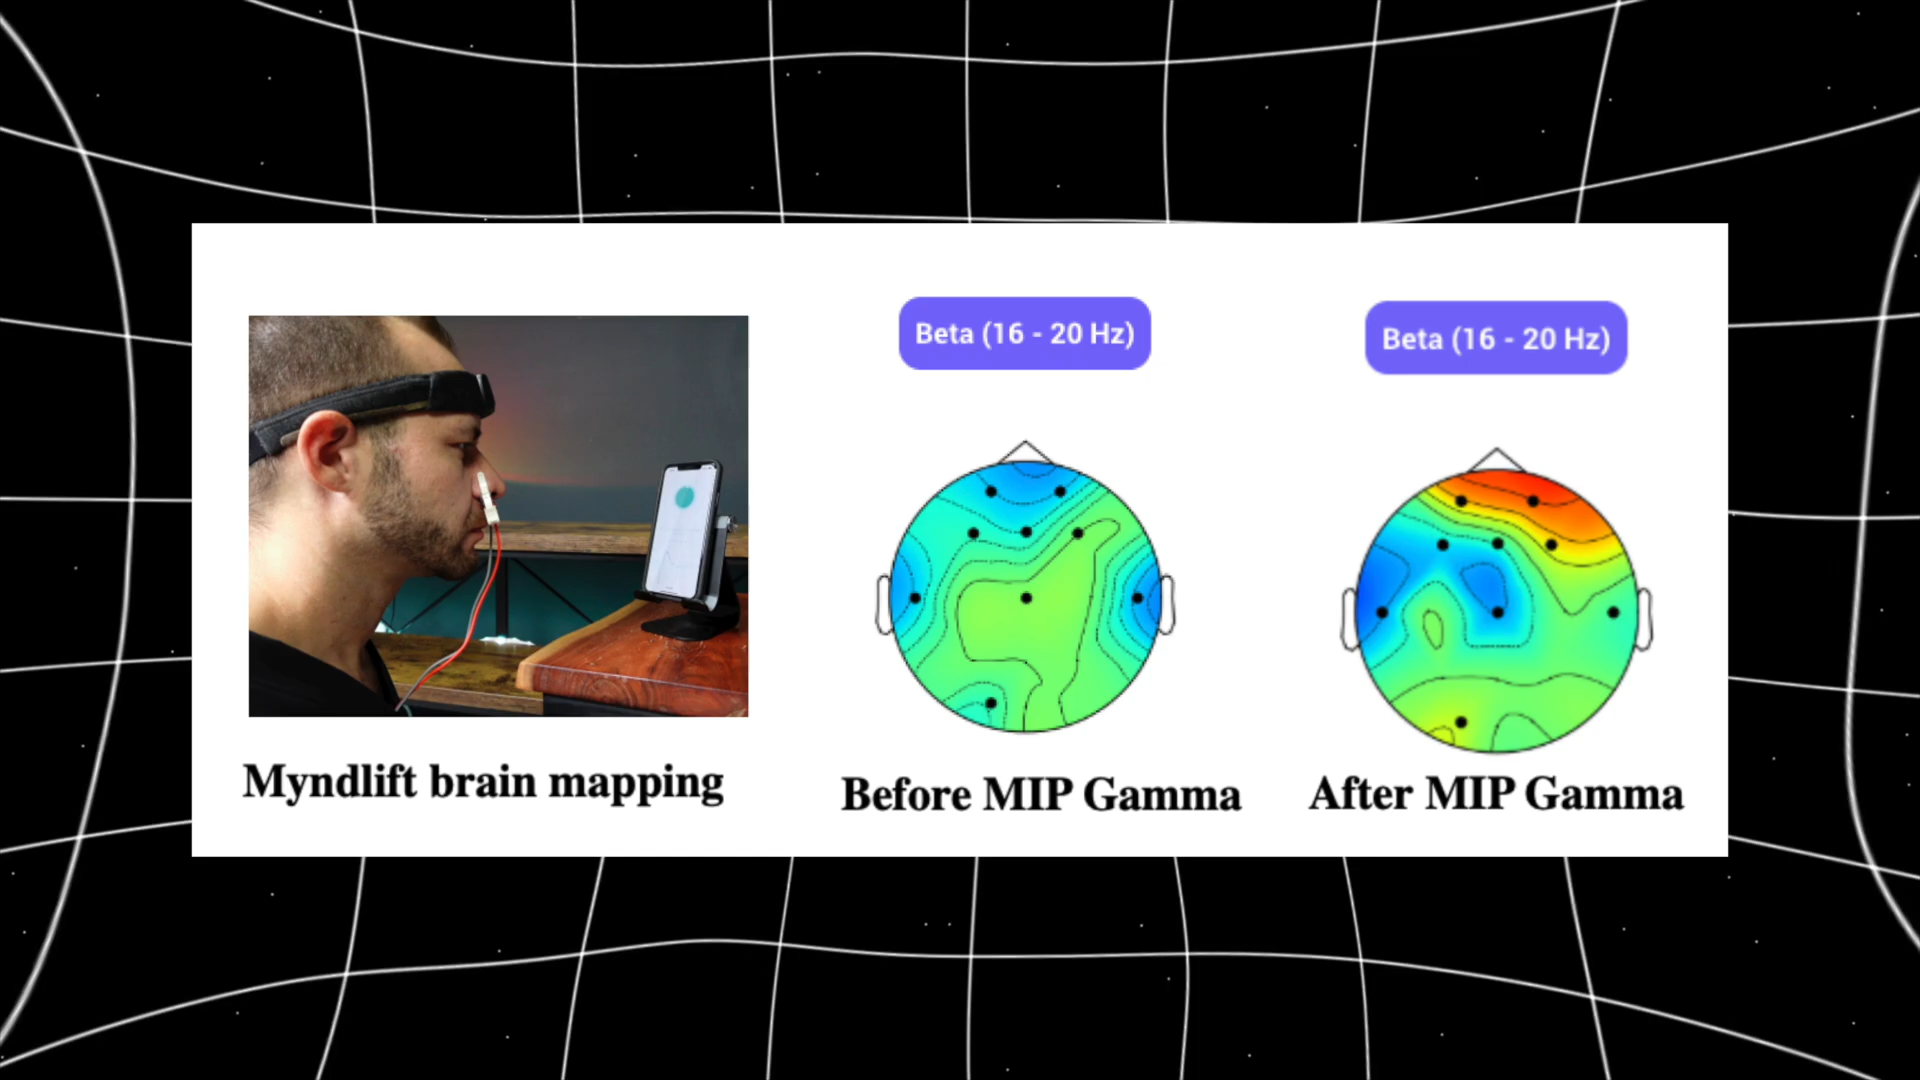 Beta (16 - 20 Hz)
Beta (16 - 20 Hz)
Myndlift brain mapping
Before MIP Gamma
After MIP Gamma